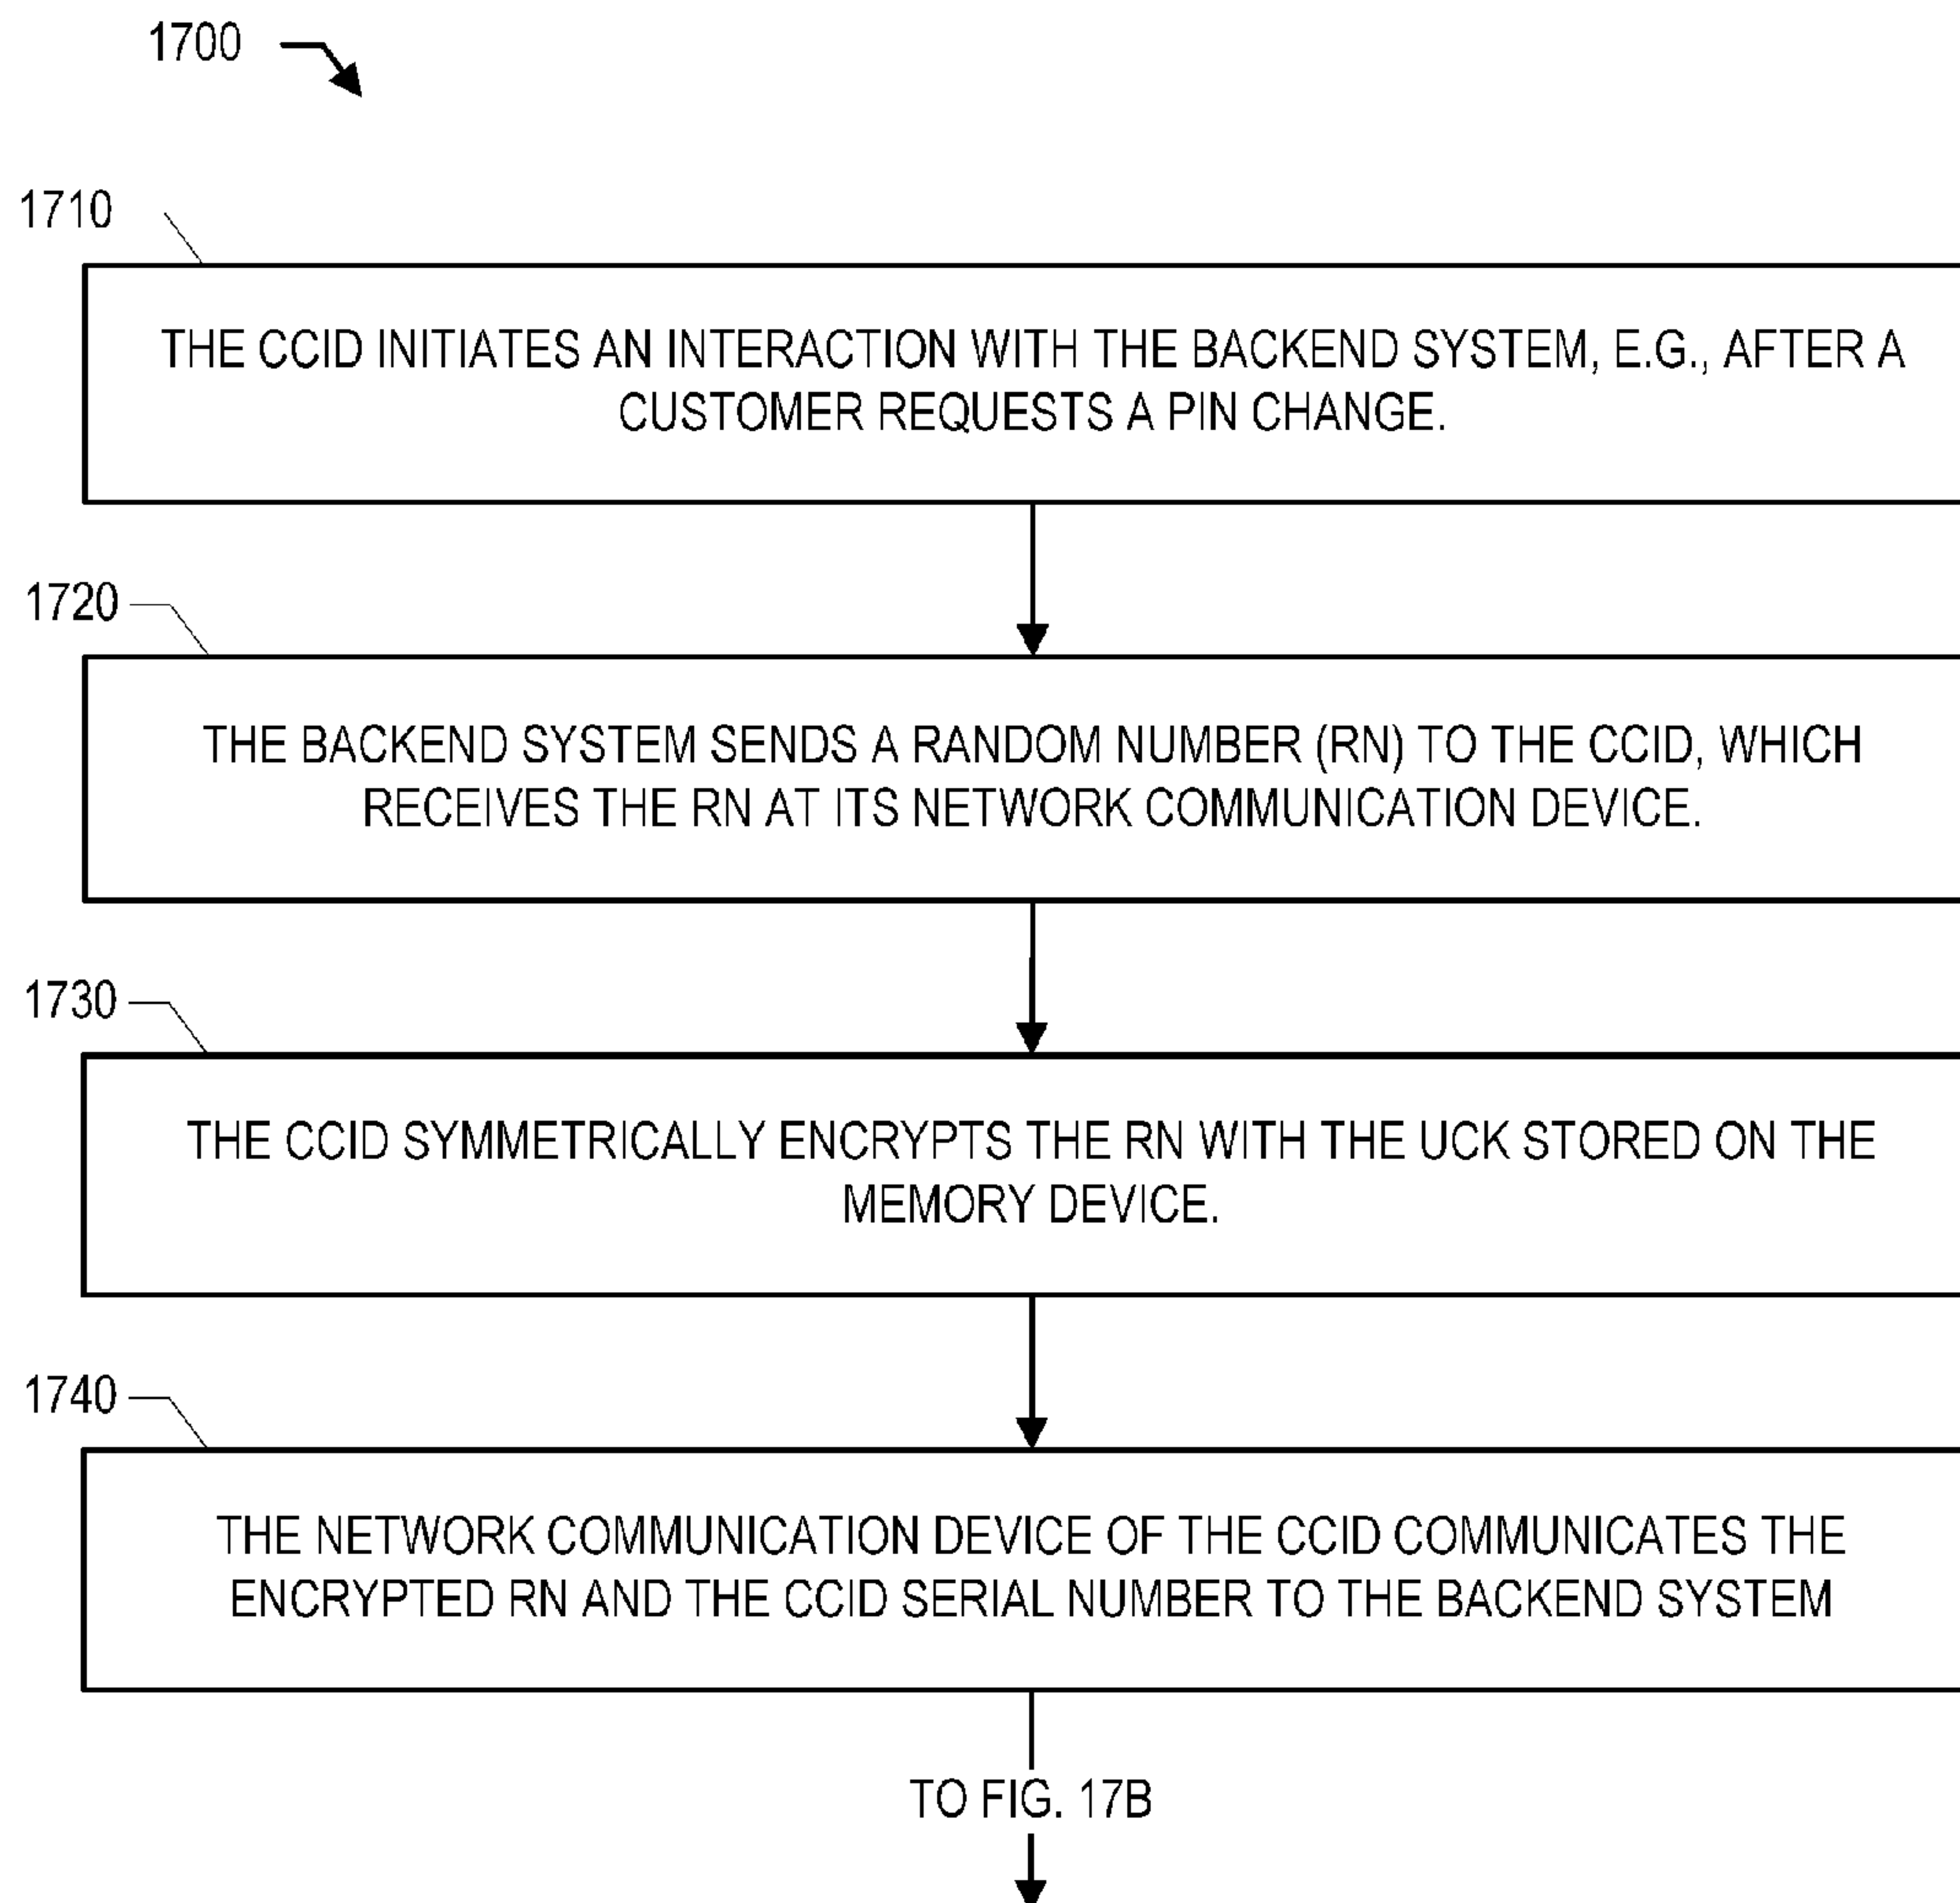 1700
1710
THE CCID INITIATES AN INTERACTION WITH THE BACKEND SYSTEM, E.G., AFTER A
CUSTOMER REQUESTS A PIN CHANGE.
1720
THE BACKEND SYSTEM SENDS A RANDOM NUMBER (RN) TO THE CCID, WHICH
RECEIVES THE RN AT ITS NETWORK COMMUNICATION DEVICE.
1730
THE CCID SYMMETRICALLY ENCRYPTS THE RN WITH THE UCK STORED ON THE
MEMORY DEVICE.
1740
THE NETWORK COMMUNICATION DEVICE OF THE CCID COMMUNICATES THE
ENCRYPTED RN AND THE CCID SERIAL NUMBER TO THE BACKEND SYSTEM
TO FIG. 17B